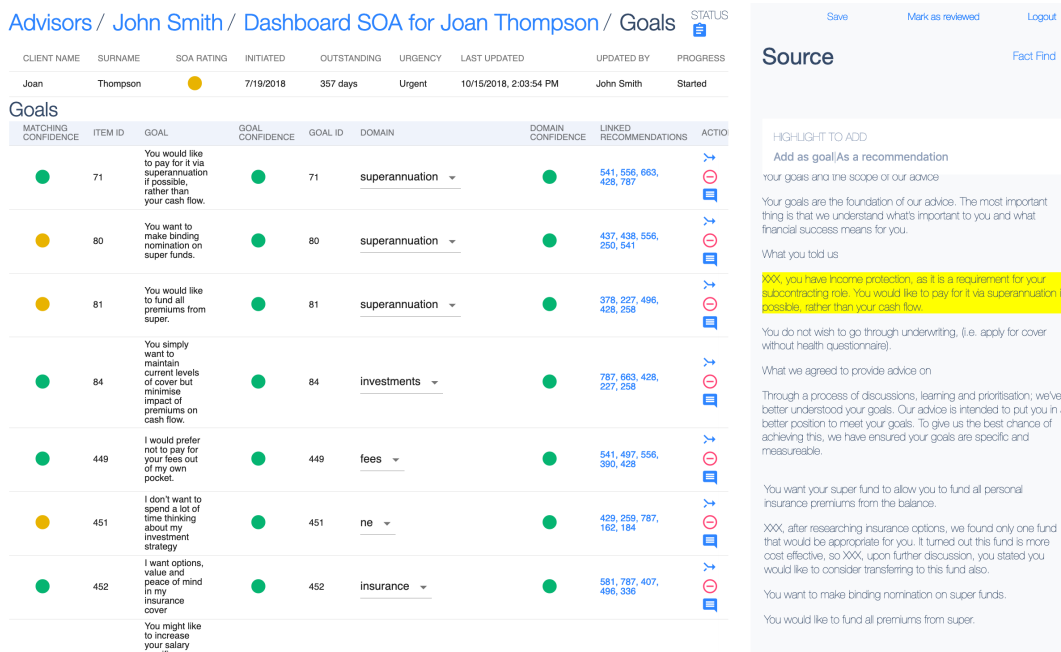 Advisors / John Smith / Dashboard SOA for Joan Thompson / Goals
STATUS
CLIENT NAME SURNAME SOA RATING INITIATED OUTSTANDING URGENCY LAST UPDATED UPDATED BY PROGRESS
Joan Thompson 7/19/2018 357 days Urgent 10/15/2018, 2:03:54 PM John Smith Started
Goals
MATCHING CONFIDENCE ITEM ID GOAL GOAL CONFIDENCE GOAL ID DOMAIN DOMAIN CONFIDENCE LINKED RECOMMENDATIONS ACTIO
You would like
to pay for it via
superannuation
if possible,
rather than
your cash flow.
71 71 superannuation
541, 556, 663,
428, 787
You want to
make binding
nomination on
super funds.
80 80 superannuation
437, 438, 556,
250, 541
You would like
to fund all
premiums from
super.
81 81 superannuation
378, 227, 496,
428, 258
You simply
want to
maintain
current levels
of cover but
minimise
impact of
premiums on
cash flow.
84 84 investments
787, 663, 428,
227, 258
I would prefer
not to pay for
your fees out
of my own
pocket.
449 449 fees
541, 497, 556,
390, 428
I don't want to
spend a lot of
time thinking
about my
investment
strategy
451 451 ne
429, 259, 787,
162, 184
I want options,
value and
peace of mind
in my
insurance
cover
452 452 insurance
581, 787, 407,
496, 336
You might like
to increase
your salary
Save Mark as reviewed Logout
Source
Fact Find
HIGHLIGHT TO ADD
Add as goal|As a recommendation
Your goals and the scope of our advice
Your goals are the foundation of our advice. The most important
thing is that we understand what's important to you and what
financial success means for you.
What you told us
XXX, you have Income protection, as it is a requirement for your
subcontracting role. You would like to pay for it via superannuation i
possible, rather than your cash flow.
You do not wish to go through underwriting, (i.e. apply for cover
without health questionnaire).
What we agreed to provide advice on
Through a process of discussions, learning and prioritisation; we've
better understood your goals. Our advice is intended to put you in a
better position to meet your goals. To give us the best chance of
achieving this, we have ensured your goals are specific and
measureable.
You want your super fund to allow you to fund all personal
insurance premiums from the balance.
XXX, after researching insurance options, we found only one fund
that would be appropriate for you. It turned out this fund is more
cost effective, so XXX, upon further discussion, you stated you
would like to consider transferring to this fund also.
You want to make binding nomination on super funds.
You would like to fund all premiums from super.